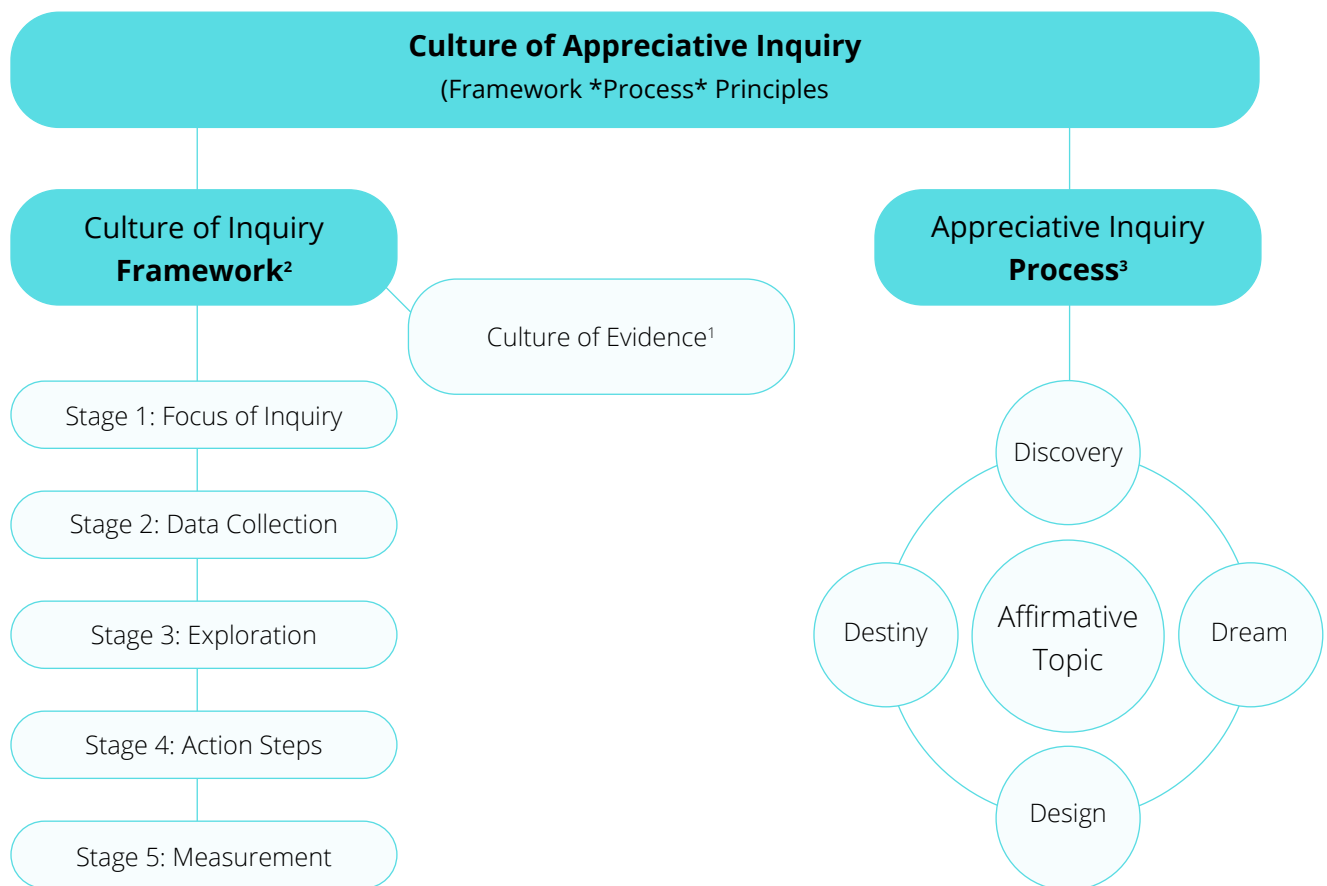 Culture of Appreciative Inquiry
(Framework *Process* Principles
Culture of Inquiry
Framework²
Culture of Evidence¹
Stage 1: Focus of Inquiry
Stage 2: Data Collection
Stage 3: Exploration
Stage 4: Action Steps
Stage 5: Measurement
Appreciative Inquiry
Process³
Discovery
Destiny
Affirmative
Topic
Dream
Design